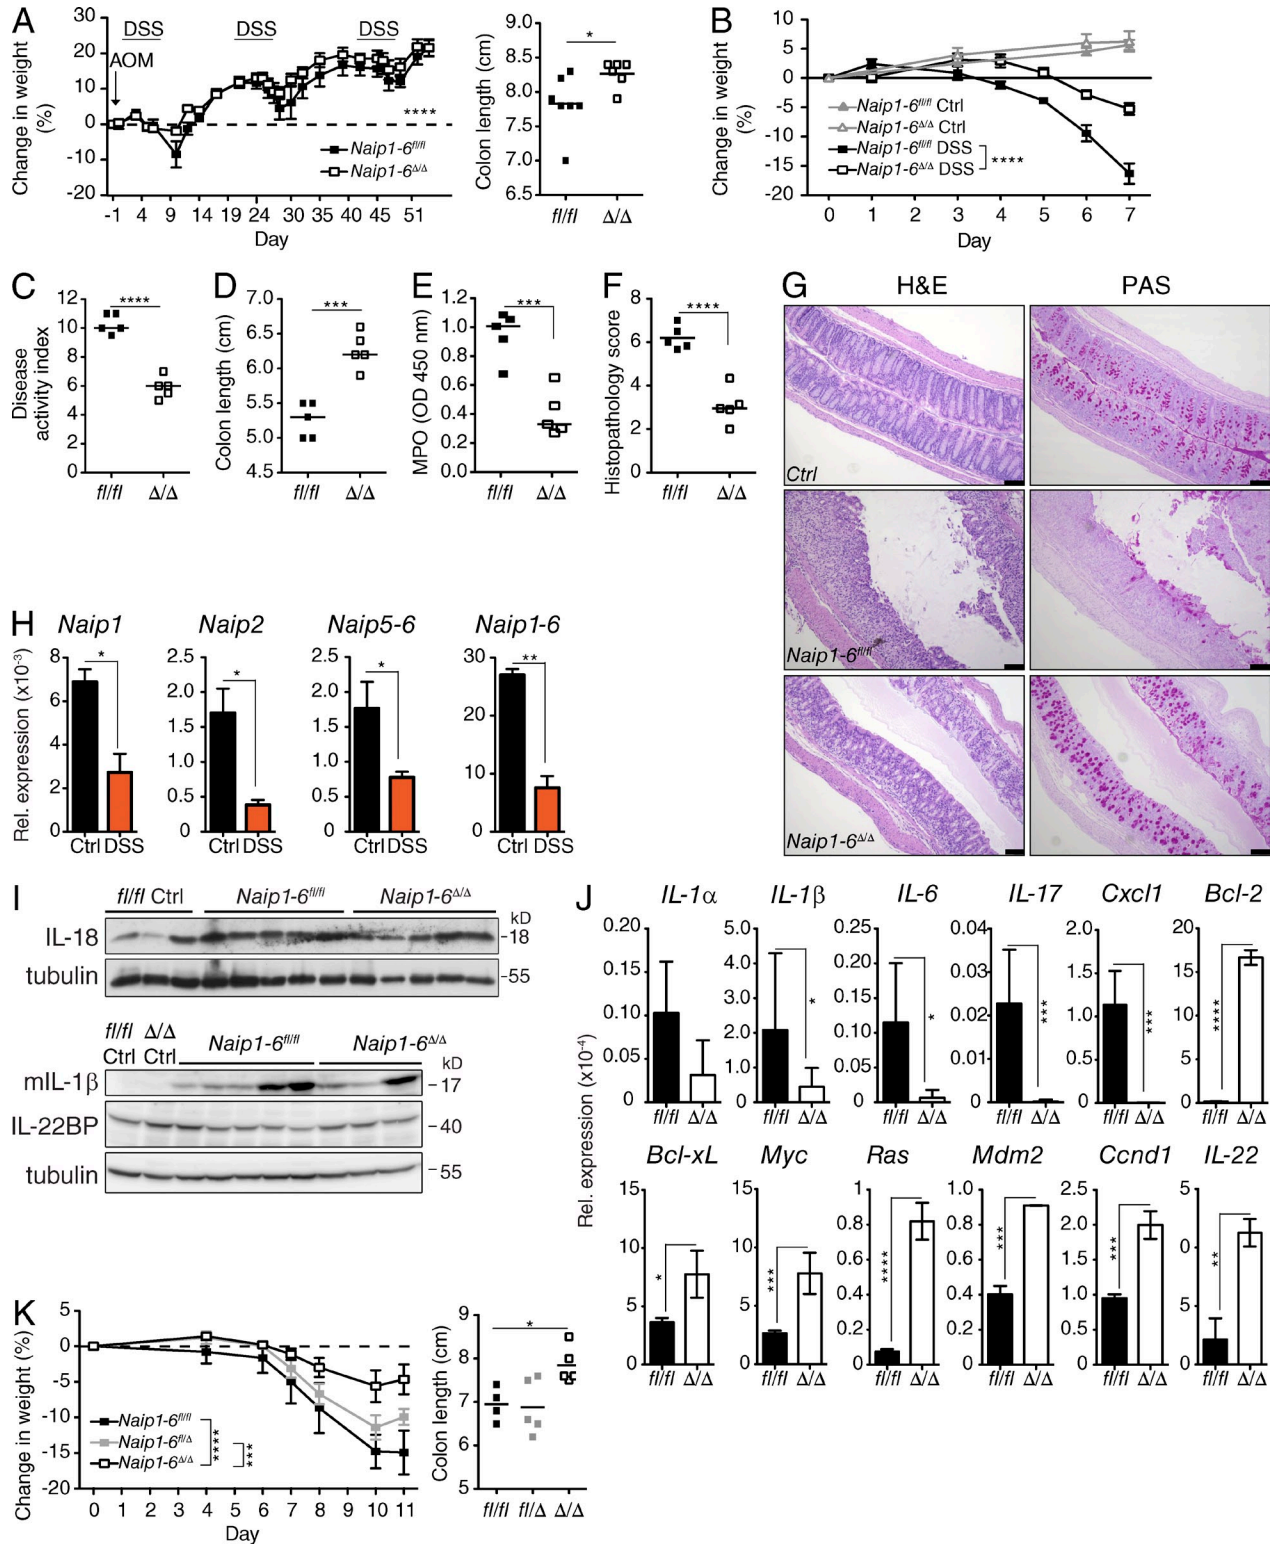 A
DSS
DSS
DSS
AOM
Change in weight
(%)
30
20
10
0
-10
20
-1 4 9 14 19 24 30 35 40 45 51
Day
****
Naip1-6fl/fl
Naip1-6Δ/Δ
Colon length (cm)
9.0
8.5
8.0
7.5
7.0
6.5
*
fl/fl Δ/Δ
B
Change in weight
(%)
10
5
0
-5
-10
-15
20
0 1 2 3 4 5 6 7
Day
Naip1-6fl/fl Ctrl
Naip1-6Δ/Δ Ctrl
Naip1-6fl/fl DSS
Naip1-6Δ/Δ DSS
****
C
Disease
activity index
12
10
8
6
4
2
0
****
fl/fl Δ/Δ
D
Colon length (cm)
7.0
6.5
6.0
5.5
5.0
4.5
***
fl/fl Δ/Δ
E
MPO (OD 450 nm)
1.2
1.0
0.8
0.6
0.4
0.2
0.0
***
fl/fl Δ/Δ
F
Histopathology score
8
6
4
2
0
****
fl/fl Δ/Δ
G
H&E PAS
Ctrl
Naip1-6fl/fl
Naip1-6Δ/Δ
H
Rel. expression (x10-3)
Naip1
8
6
4
2
0
*
Ctrl DSS
Naip2
2.5
2.0
1.5
1.0
0.5
0
*
Ctrl DSS
Naip5-6
2.5
2.0
1.5
1.0
0.5
0
*
Ctrl DSS
Naip1-6
30
20
10
0
**
Ctrl DSS
I
fl/fl Ctrl Naip1-6fl/fl Naip1-6Δ/Δ
kD
IL-18 -18
tubulin -55
fl/fl Δ/Δ
Ctrl Ctrl Naip1-6fl/fl Naip1-6Δ/Δ
kD
mIL-1β -17
IL-22BP -40
tubulin -55
J
Rel. expression (x10-4)
IL-1α
0.20
0.15
0.10
0.05
0
fl/fl Δ/Δ
IL-1β
5.0
4.0
3.0
2.0
1.0
0
*
fl/fl Δ/Δ
IL-6
0.25
0.20
0.15
0.10
0.05
0
*
fl/fl Δ/Δ
IL-17
0.04
0.03
0.02
0.01
0
***
fl/fl Δ/Δ
Cxcl1
2.0
1.5
1.0
0.5
0
***
fl/fl Δ/Δ
Bcl-2
20
15
10
5
0
****
fl/fl Δ/Δ
Bcl-xL
15
10
5
0
*
fl/fl Δ/Δ
Myc
15
10
5
0
***
fl/fl Δ/Δ
Ras
1
0.8
0.6
0.4
0.2
0
****
fl/fl Δ/Δ
Mdm2
1.0
0.8
0.6
0.4
0.2
0
***
fl/fl Δ/Δ
Ccnd1
2.5
2.0
1.5
1.0
0.5
0
***
fl/fl Δ/Δ
IL-22
5
0
5
0
**
fl/fl Δ/Δ
K
Change in weight (%)
5
0
-5
-10
-15
-20
0 1 2 3 4 5 6 7 8 9 10 11
Day
Naip1-6fl/fl
Naip1-6fl/Δ
Naip1-6Δ/Δ
****
***
Colon length (cm)
9
8
7
6
5
*
fl/fl fl/Δ Δ/Δ